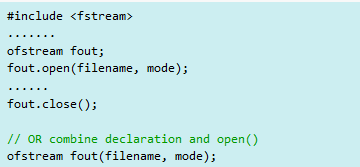 #include <fstream>
.......
ofstream fout;
fout.open(filename, mode);
......
fout.close();
// OR combine declaration and open()
ofstream fout(filename, mode);